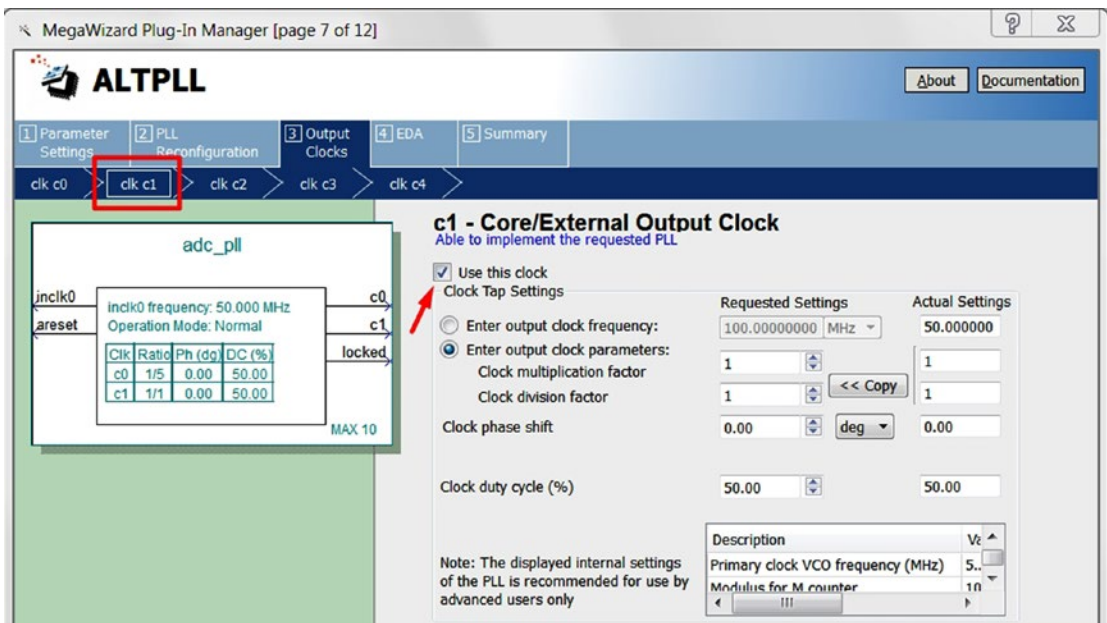 MegaWizard Plug-In Manager [page 7 of 12]
ALTPLL
About Documentation
1 Parameter Settings
2 PLL Reconfiguration
3 Output Clocks
4 EDA
5 Summary
clk c0 clk c1 clk c2 clk c3 clk c4
adc_pll
inclk0
areset
inclk0 frequency: 50.000 MHz
Operation Mode: Normal
Clk Ratio Ph (dg) DC (%)
c0 1/5 0.00 50.00
c1 1/1 0.00 50.00
c0
c1
locked
MAX 10
c1 - Core/External Output Clock
Able to implement the requested PLL
Use this clock
Clock Tap Settings
Requested Settings Actual Settings
Enter output clock frequency: 100.00000000 MHz 50.000000
Enter output clock parameters:
Clock multiplication factor 1 1
<< Copy
Clock division factor 1 1
Clock phase shift 0.00 deg 0.00
Clock duty cycle (%) 50.00 50.00
Note: The displayed internal settings
of the PLL is recommended for use by
advanced users only
Description
Primary clock VCO frequency (MHz) 5..
Modulus for M counter 10